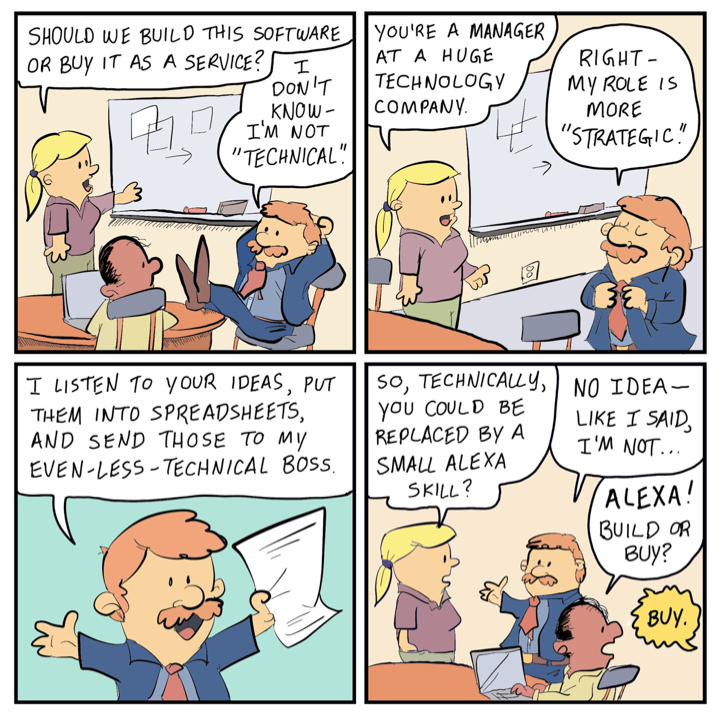 SHOULD WE BUILD THIS SOFTWARE
OR BUY IT AS A SERVICE?
I
DON'T
KNOW—
I'M NOT
"TECHNICAL".
YOU'RE A MANAGER
AT A HUGE
TECHNOLOGY
COMPANY.
RIGHT—
MY ROLE IS
MORE
"STRATEGIC."
I LISTEN TO YOUR IDEAS, PUT
THEM INTO SPREADSHEETS,
AND SEND THOSE TO MY
EVEN-LESS-TECHNICAL BOSS.
SO, TECHNICALLY,
YOU COULD BE
REPLACED BY A
SMALL ALEXA
SKILL?
NO IDEA—
LIKE I SAID,
I'M NOT...
ALEXA!
BUILD OR
BUY?
BUY.